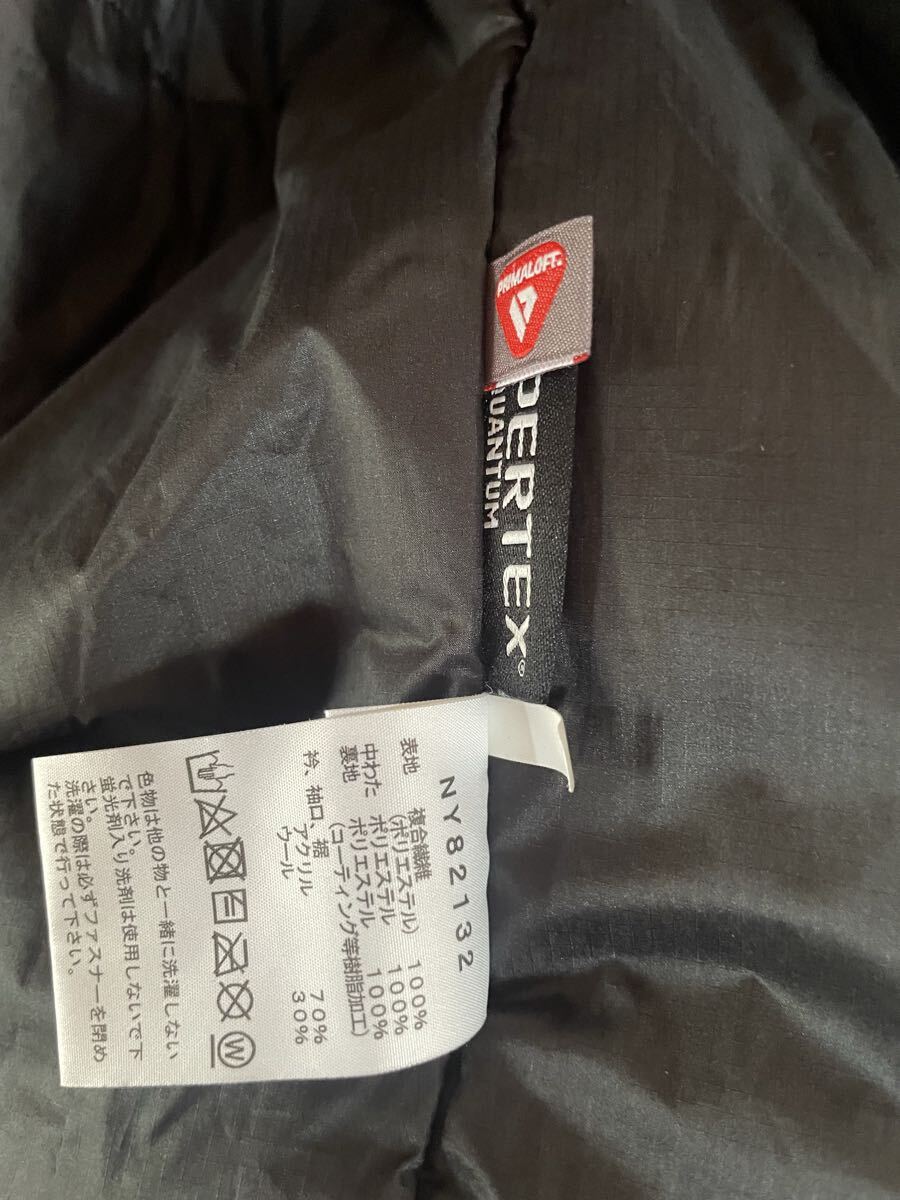 PRIMALOFT®
PERTEX®
QUANTUM
NY82132
表地 複合繊維
(ポリエステル) 100%
中わた ポリエステル 100%
裏地 ポリエステル 100%
(コーティング等樹脂加工)
衿、袖口、裾
アクリル 70%
ウール 30%
W
色物は他の物と一緒に洗濯しない
で下さい。
蛍光剤入り洗剤は使用しないで下
さい。
洗濯の際は必ずファスナーを閉め
た状態で行って下さい。